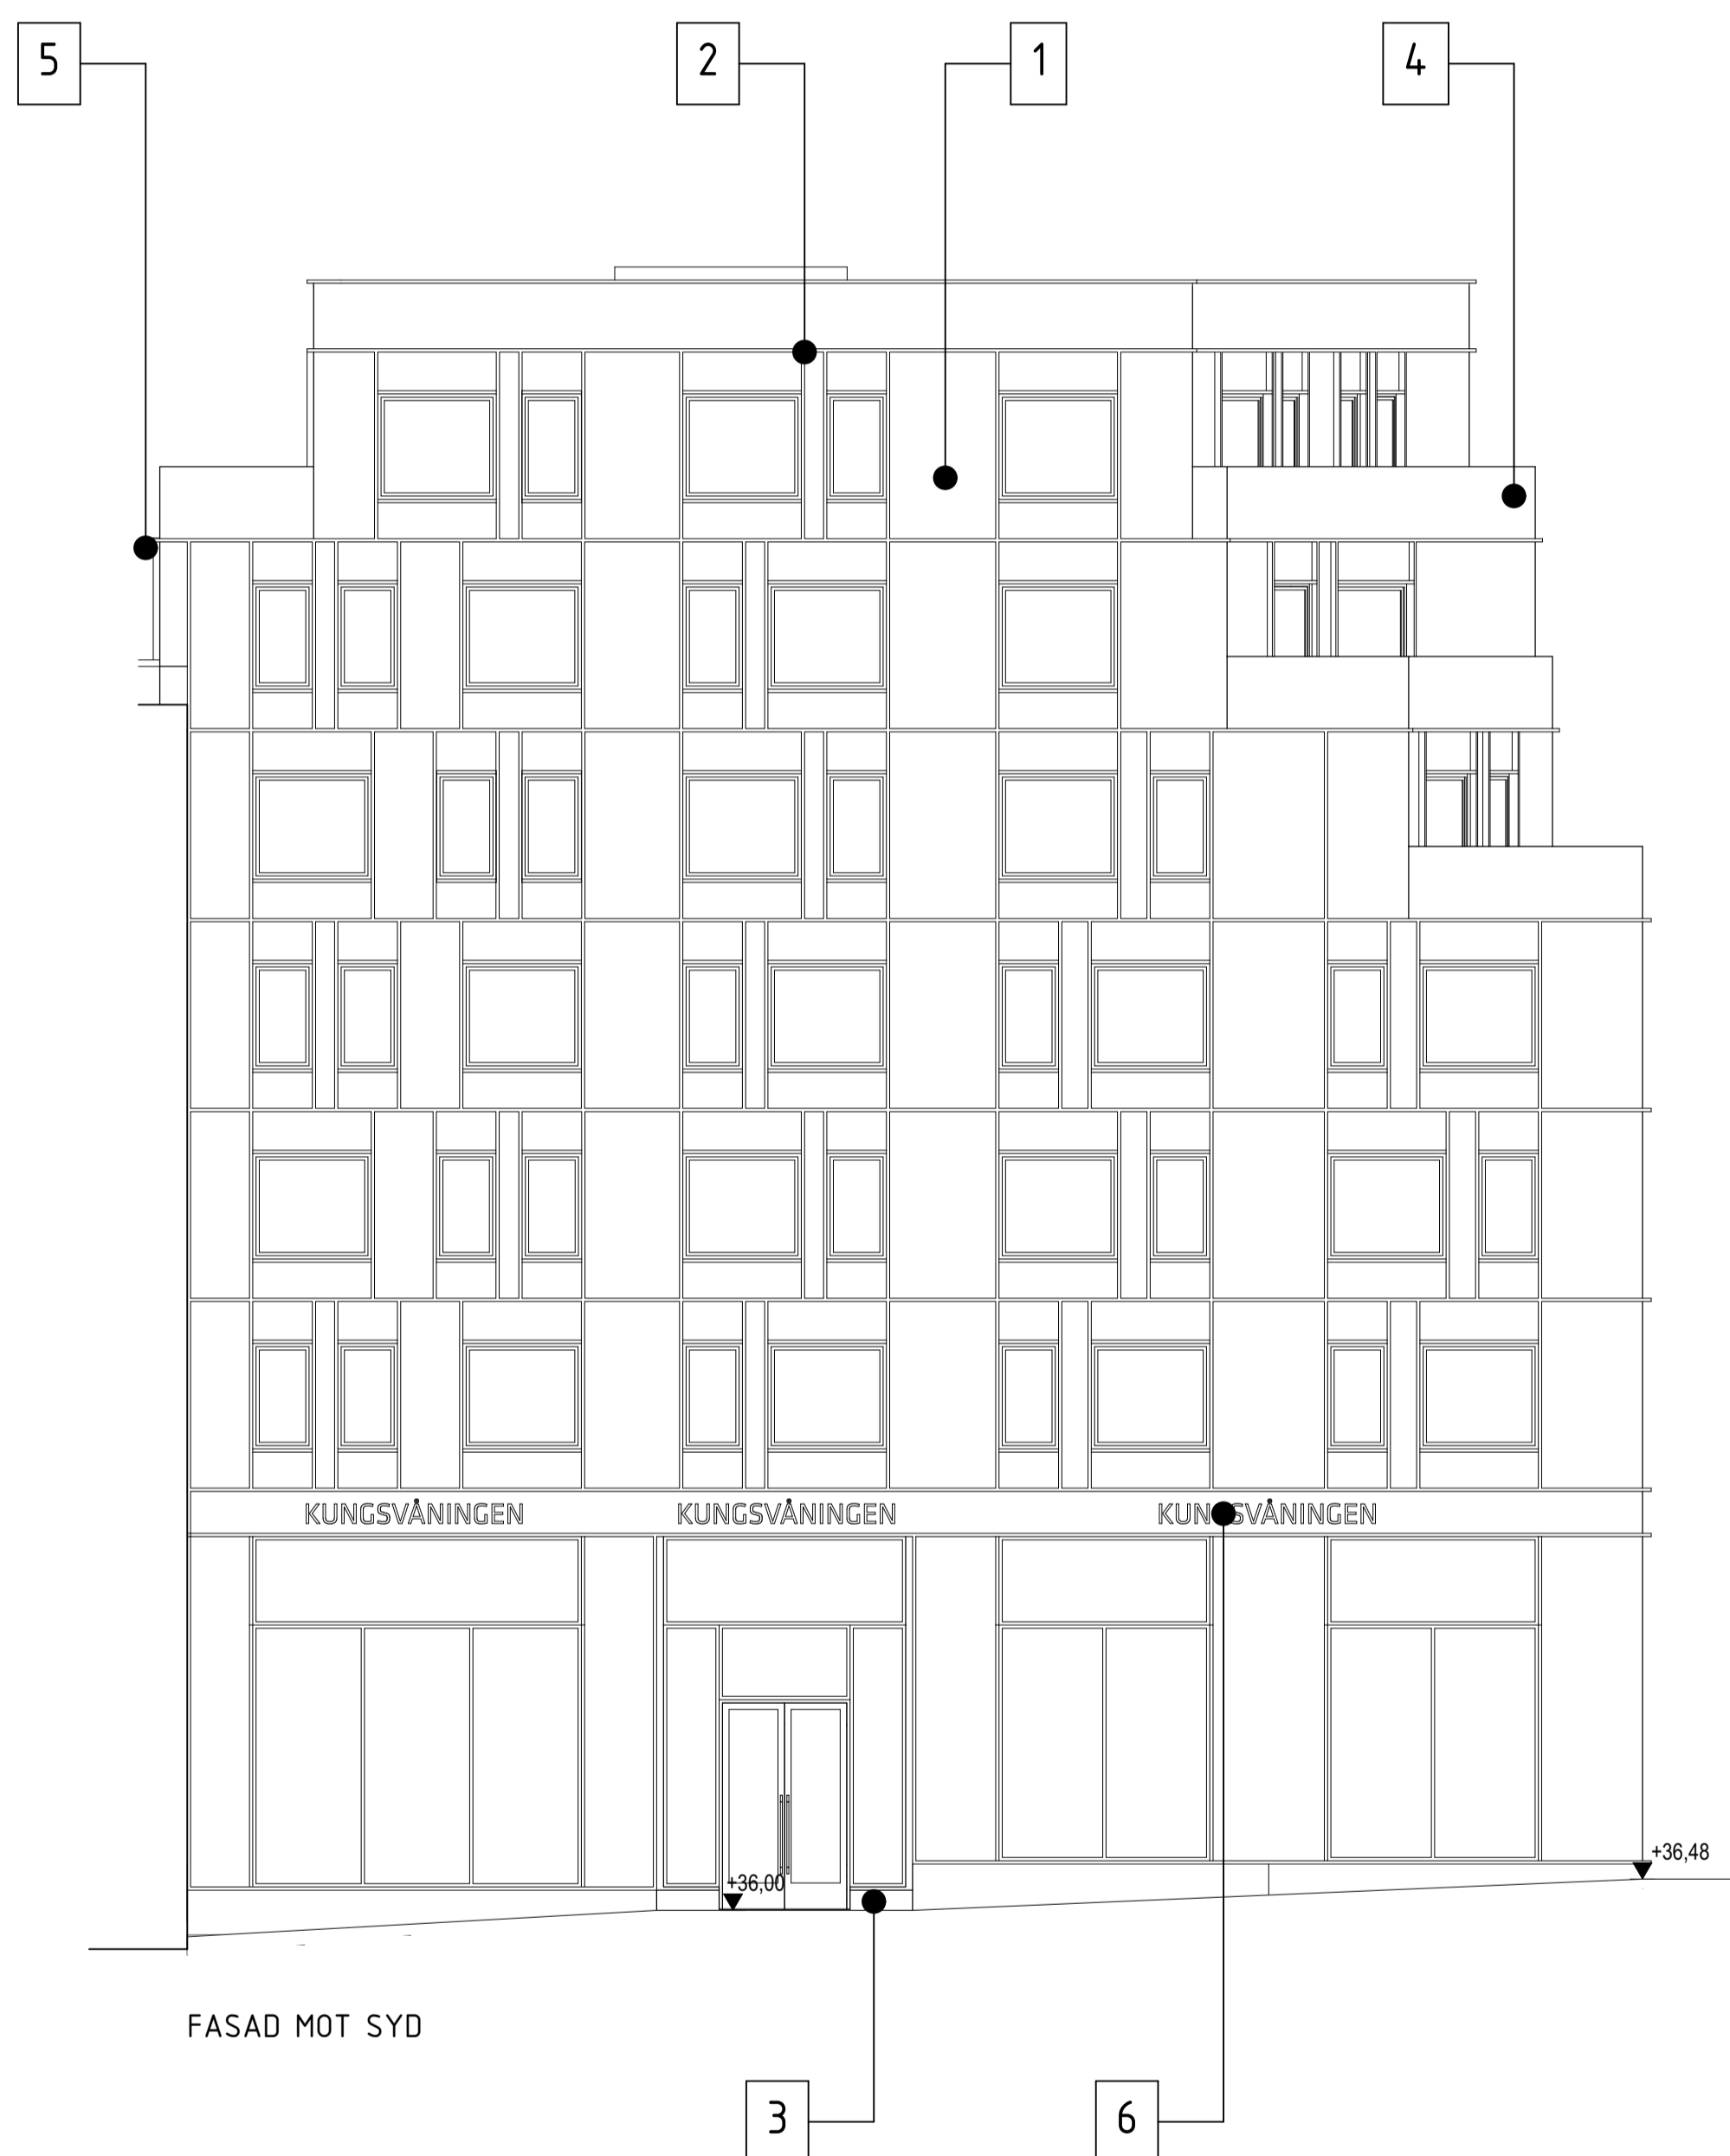 5 2 1 4
KUNGSVÅNINGEN KUNGSVÅNINGEN KUNGSVÅNINGEN
+36,48
+36,00
FASAD MOT SYD
3 6